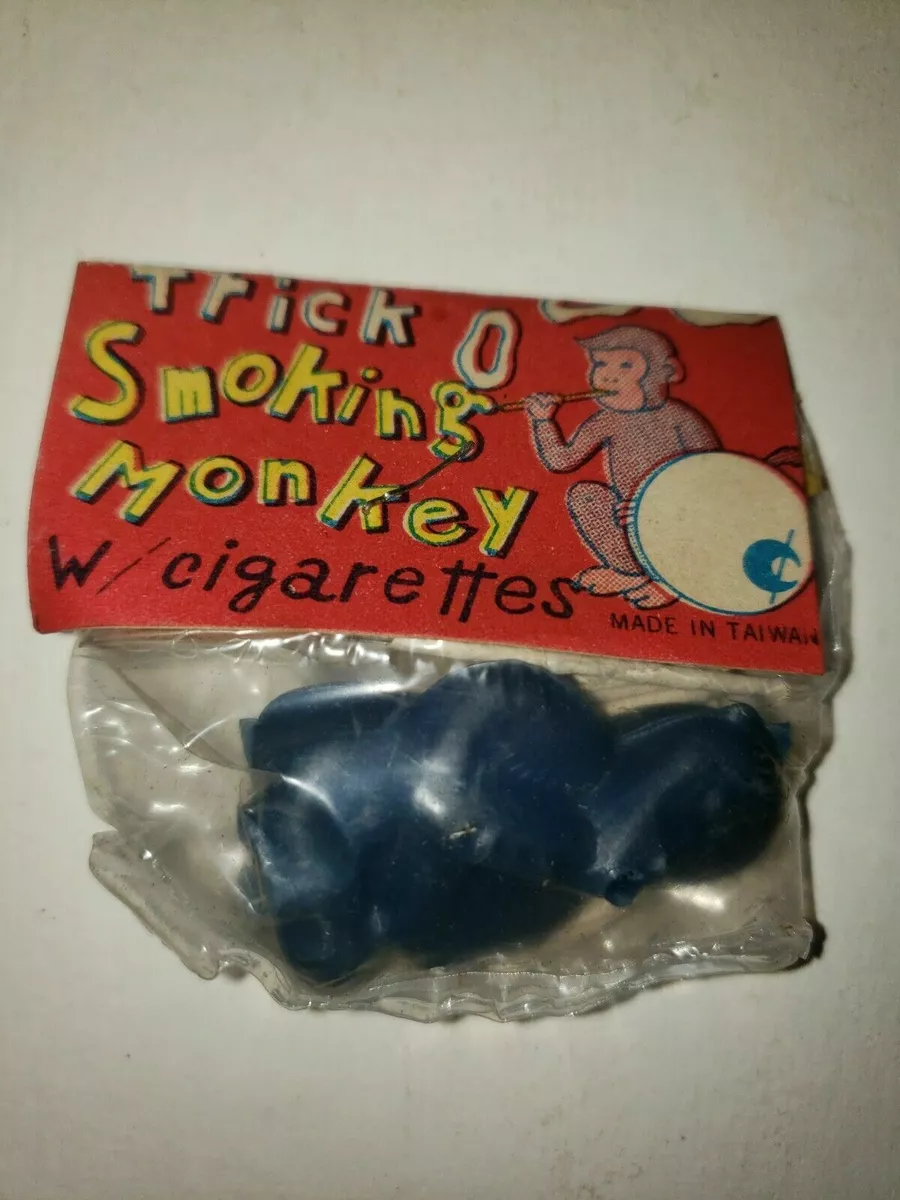 Trick
Smoking
Monkey
W/cigarettes
MADE IN TAIWAN